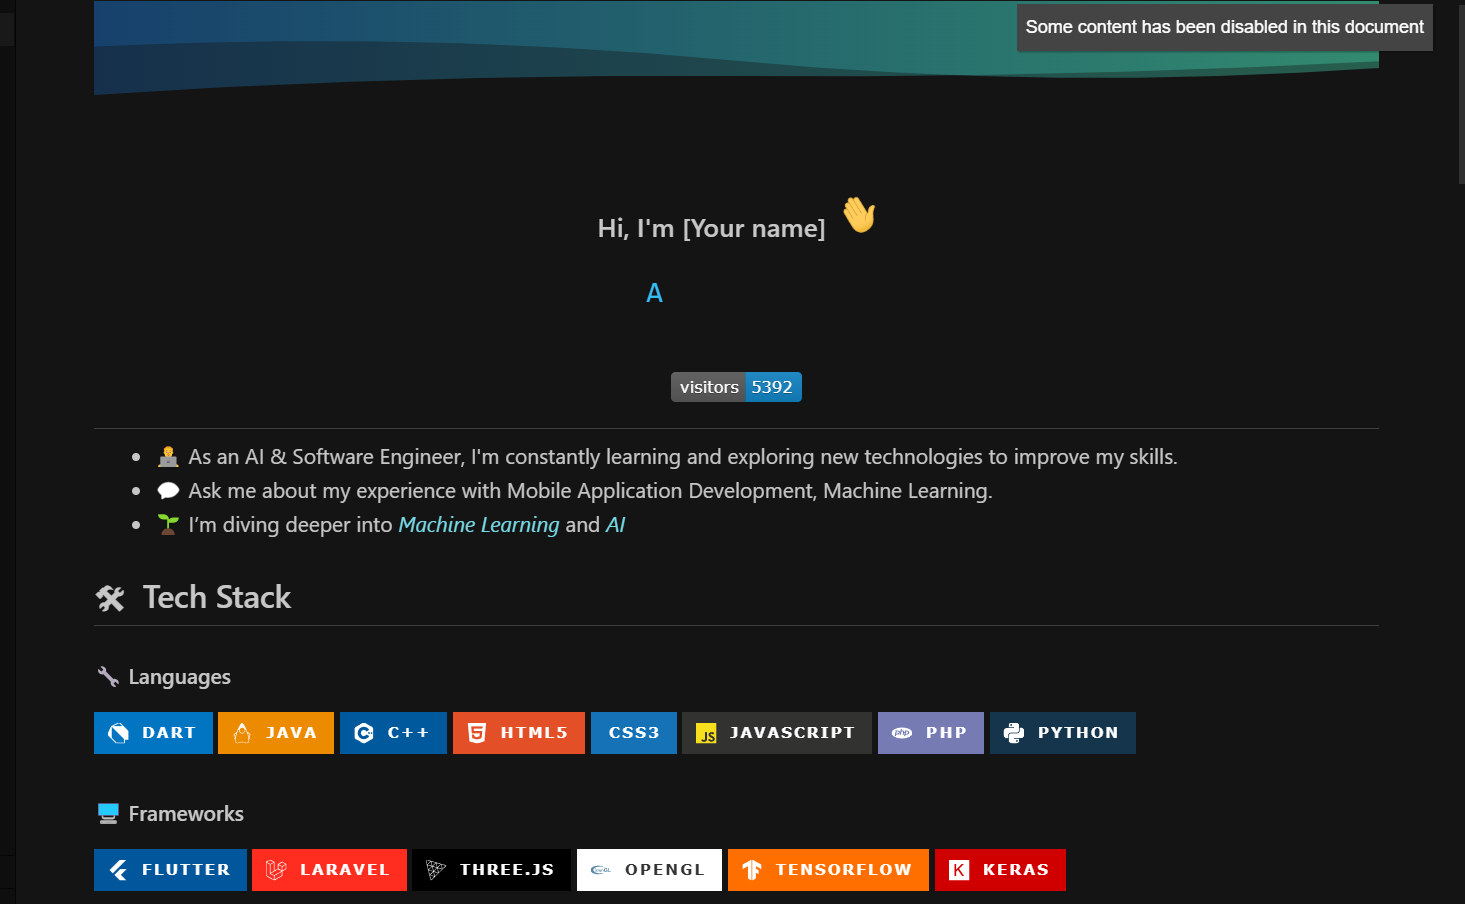 Some content has been disabled in this document
Hi, I'm [Your name] 👋
A
visitors 5392
• 👨‍💻 As an AI & Software Engineer, I'm constantly learning and exploring new technologies to improve my skills.
• 💬 Ask me about my experience with Mobile Application Development, Machine Learning.
• 🌱 I’m diving deeper into Machine Learning and AI
🛠 Tech Stack
🔧 Languages
DART JAVA C++ HTML5 CSS3 JS JAVASCRIPT php PHP PYTHON
🖥 Frameworks
FLUTTER LARAVEL THREE.JS OPENGL TENSORFLOW K KERAS